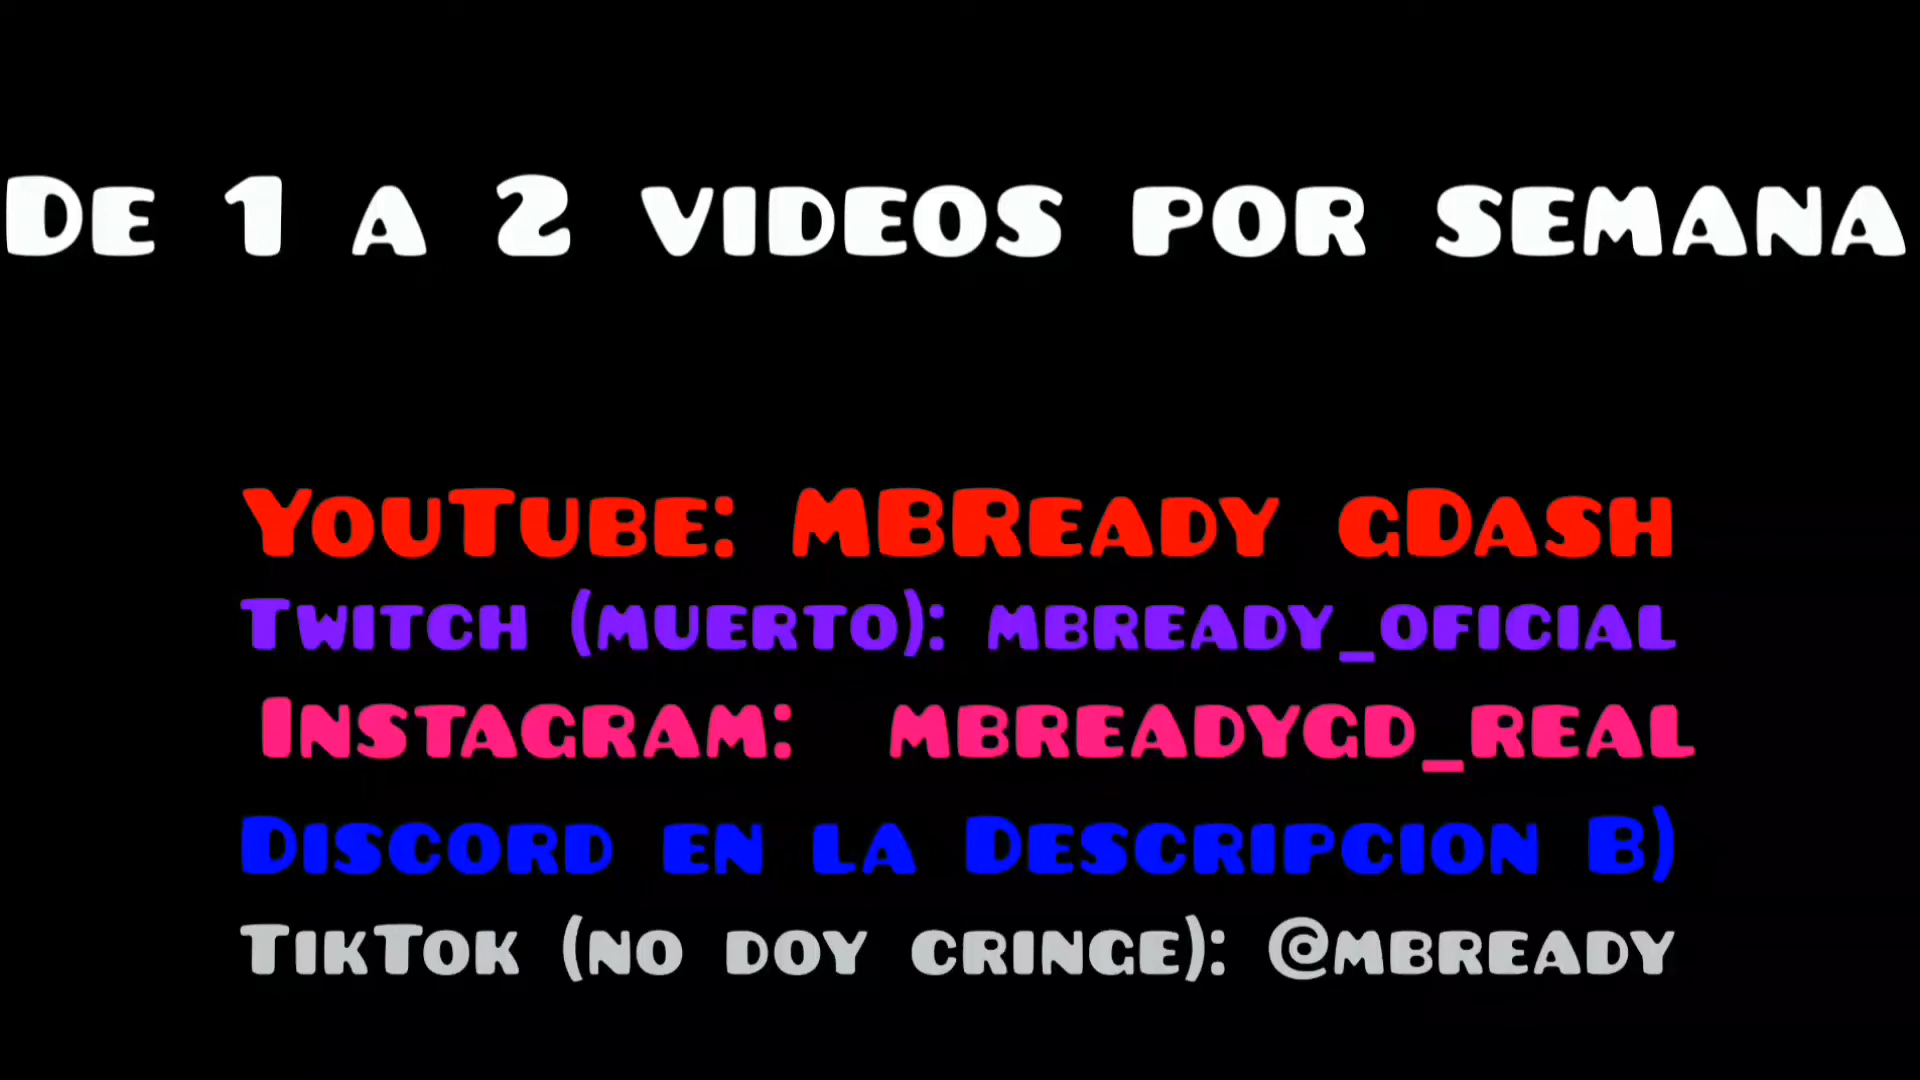 De 1 a 2 videos por semana
YouTube: MBReady gDash
Twitch (muerto): mbready_oficial
Instagram: mbreadygd_real
Discord en la Descripcion B)
TikTok (no doy cringe): @mbready